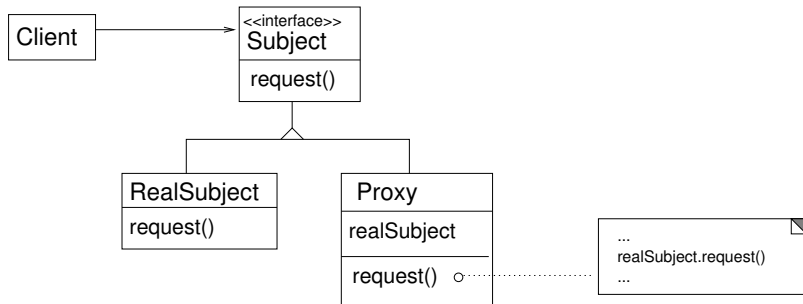 Client
<<interface>>
Subject
request()
RealSubject
request()
Proxy
realSubject
request()
...
realSubject.request()
...